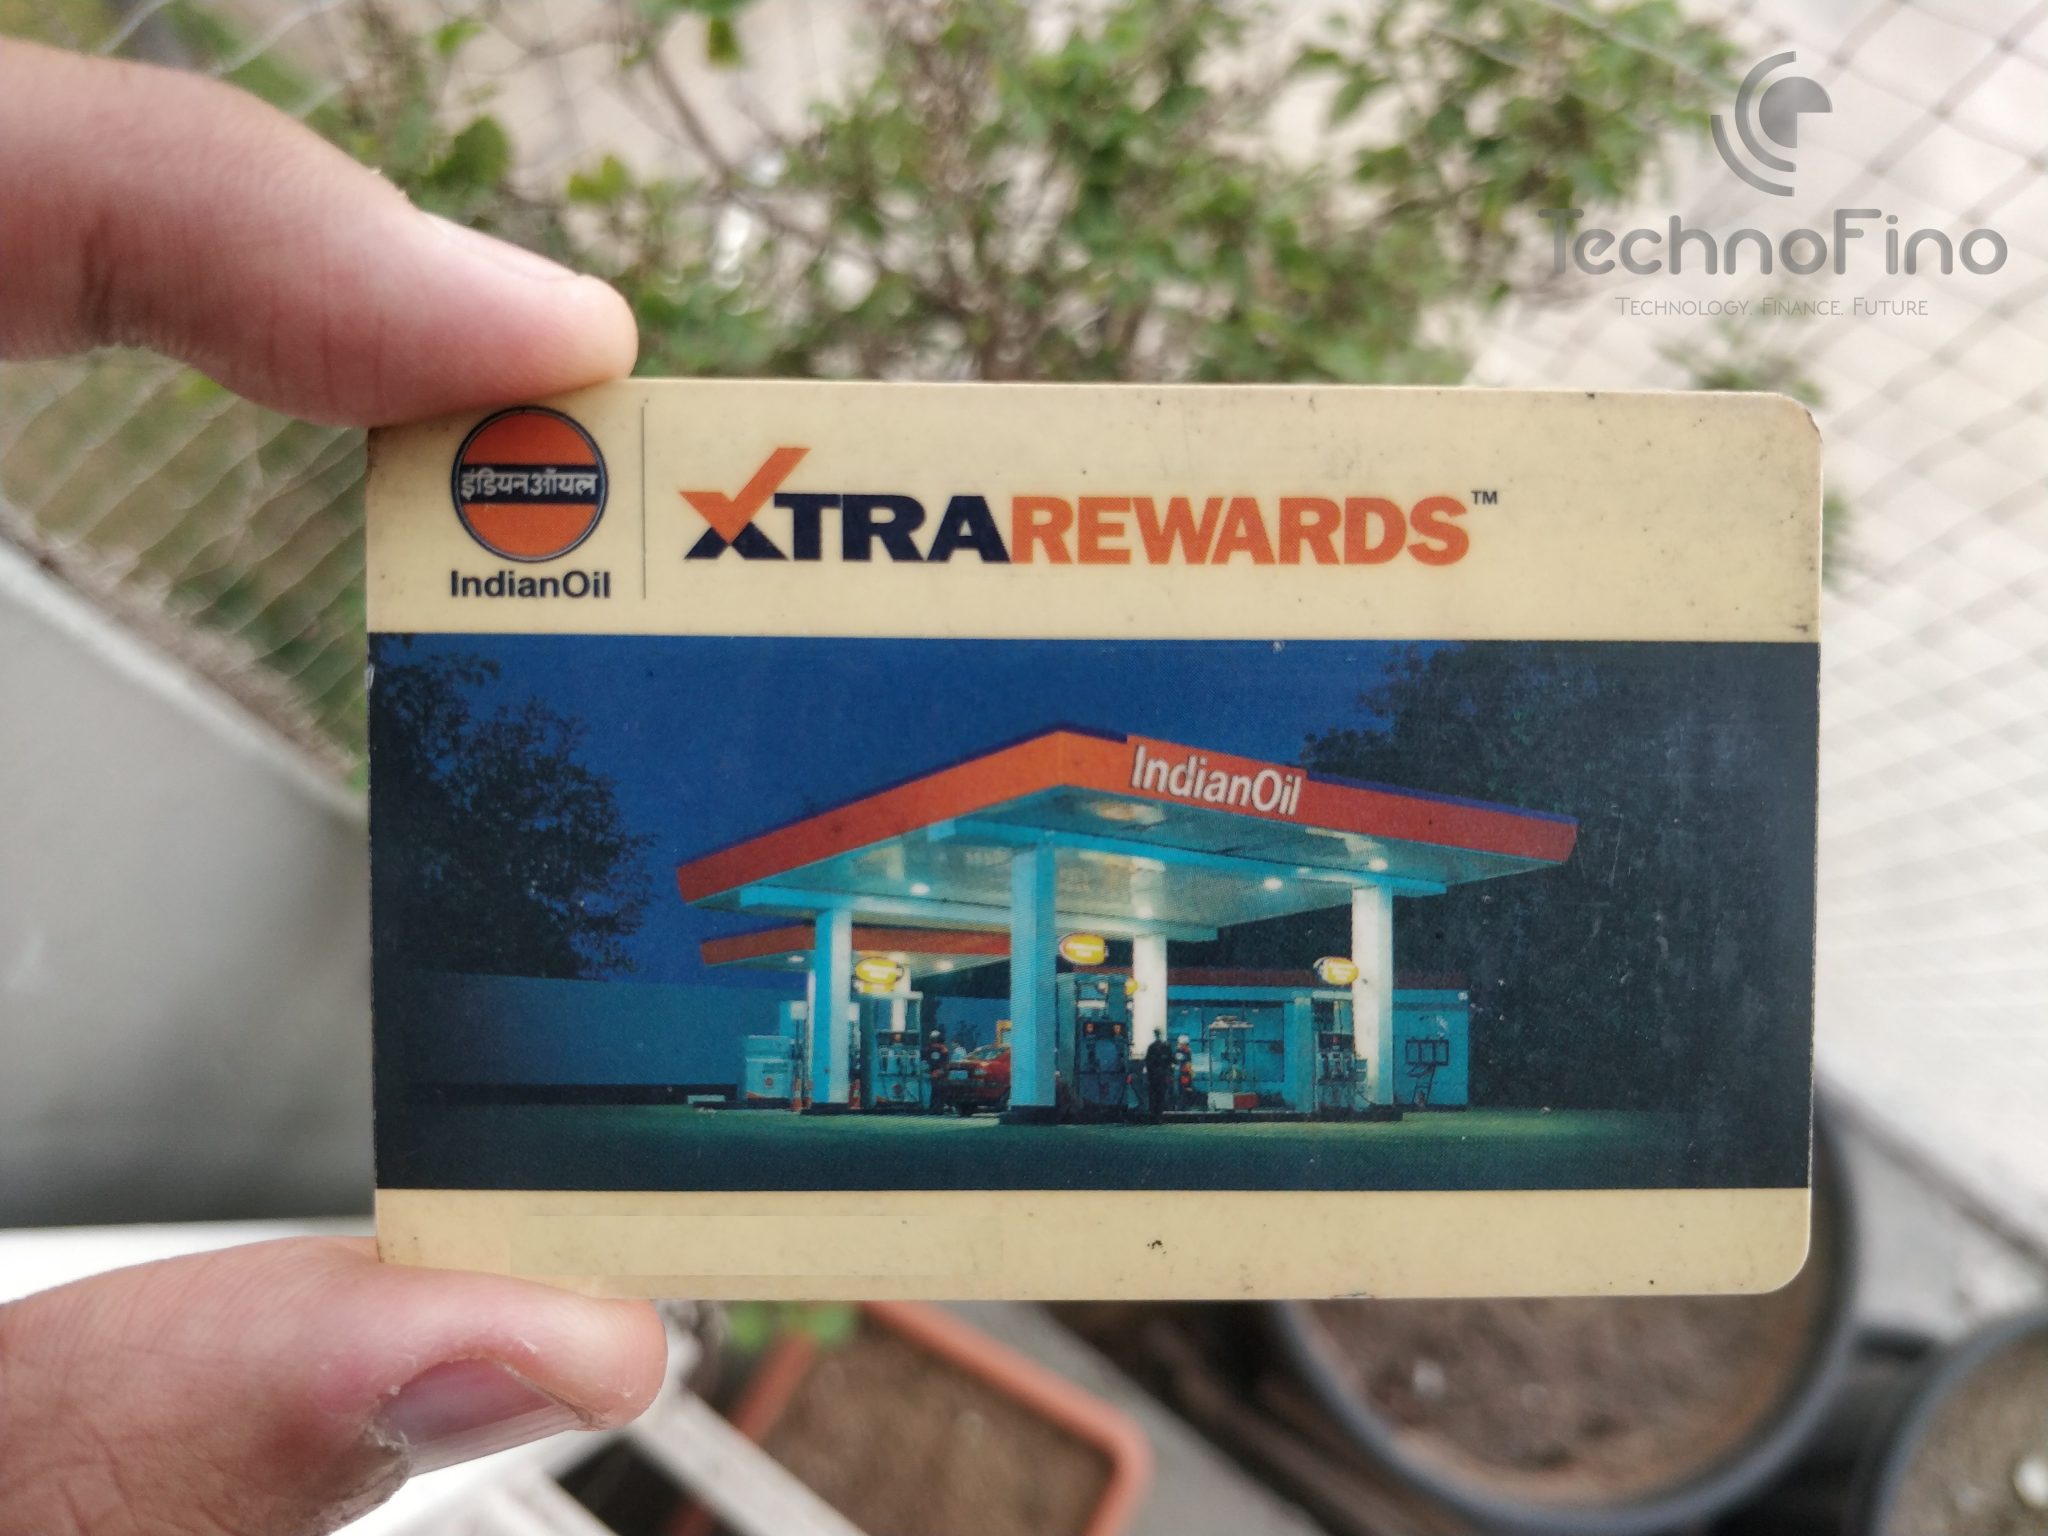 TechnoFino
Technology. Finance. Future
इंडियनऑयल
IndianOil
XTRAREWARDS™
IndianOil